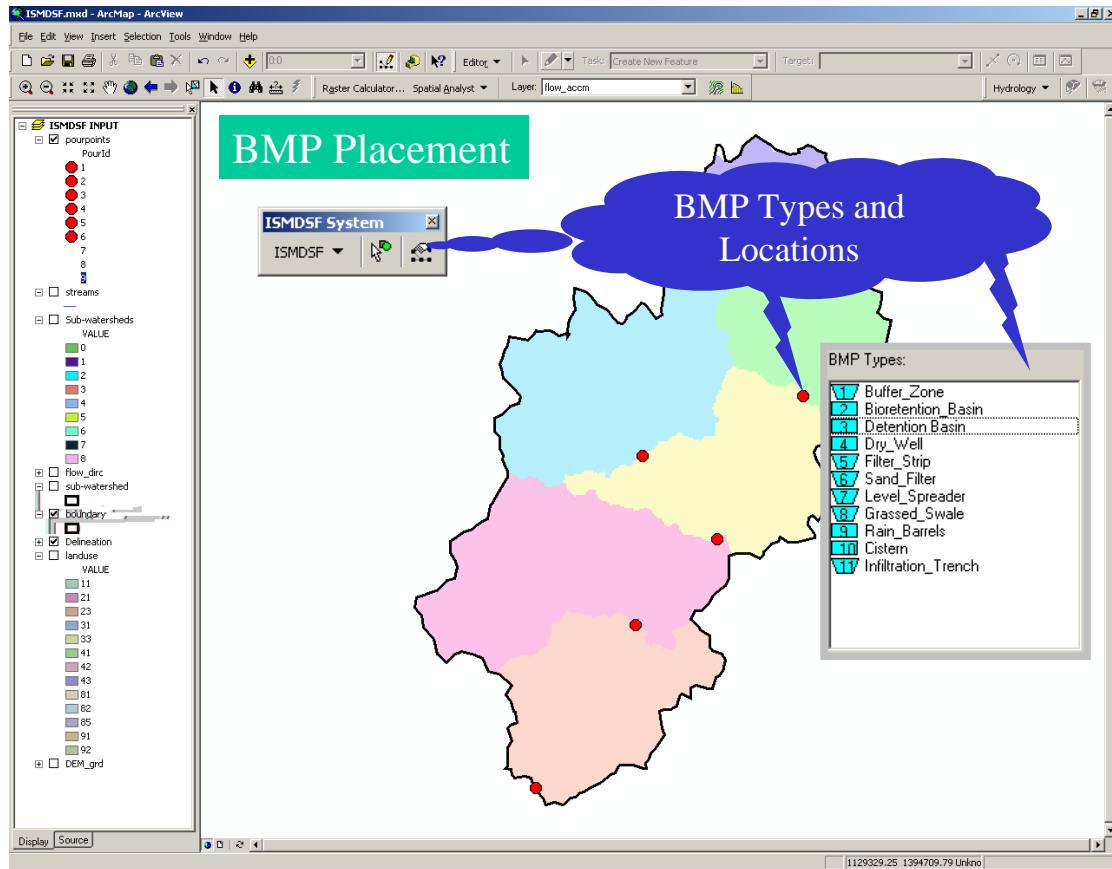 ISMDSF.mxd - ArcMap - ArcView
File Edit View Insert Selection Tools Window Help
0:0
Editor
Task: Create New Feature
Target:
Raster Calculator... Spatial Analyst
Layer: flow_accm
Hydrology
ISMDSF INPUT
pourpoints
PourId
1
2
3
4
5
6
7
8
9
streams
Sub-watersheds
VALUE
0
1
2
3
4
5
6
7
8
flow_dirc
sub-watershed
boundary
Delineation
landuse
VALUE
11
21
23
31
33
41
42
43
81
82
85
91
92
DEM_grd
Display Source
BMP Placement
ISMDSF System
ISMDSF
BMP Types and
Locations
BMP Types:
1 Buffer_Zone
2 Bioretention_Basin
3 Detention Basin
4 Dry_Well
5 Filter_Strip
6 Sand_Filter
7 Level_Spreader
8 Grassed_Swale
9 Rain_Barrels
10 Cistern
11 Infiltration_Trench
1129329.25 1394709.79 Unkno